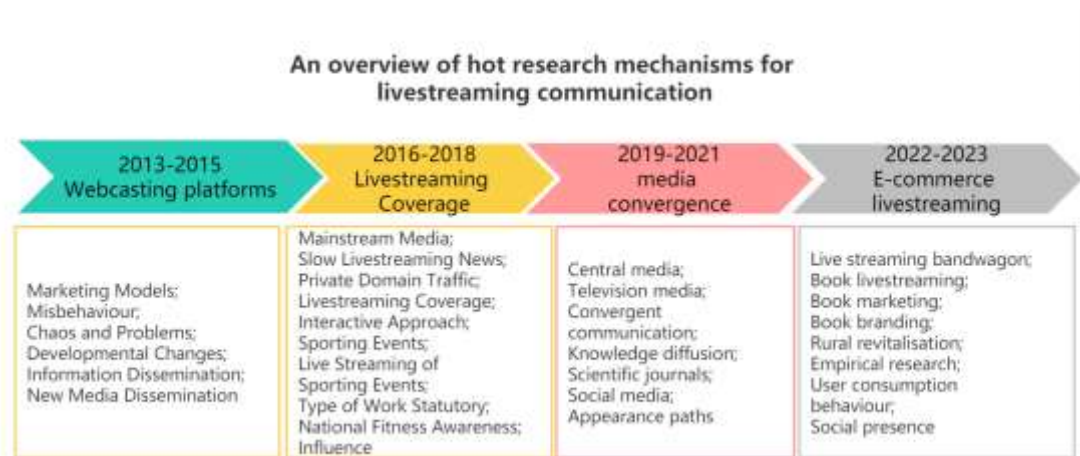 An overview of hot research mechanisms for
livestreaming communication
2013-2015
Webcasting platforms
2016-2018
Livestreaming
Coverage
2019-2021
media
convergence
2022-2023
E-commerce
livestreaming
Marketing Models;
Misbehaviour;
Chaos and Problems;
Developmental Changes;
Information Dissemination;
New Media Dissemination
Mainstream Media;
Slow Livestreaming News;
Private Domain Traffic;
Livestreaming Coverage;
Interactive Approach;
Sporting Events;
Live Streaming of
Sporting Events;
Type of Work Statutory;
National Fitness Awareness;
Influence
Central media;
Television media;
Convergent
communication;
Knowledge diffusion;
Scientific journals;
Social media;
Appearance paths
Live streaming bandwagon;
Book livestreaming;
Book marketing;
Book branding;
Rural revitalisation;
Empirical research;
User consumption
behaviour;
Social presence